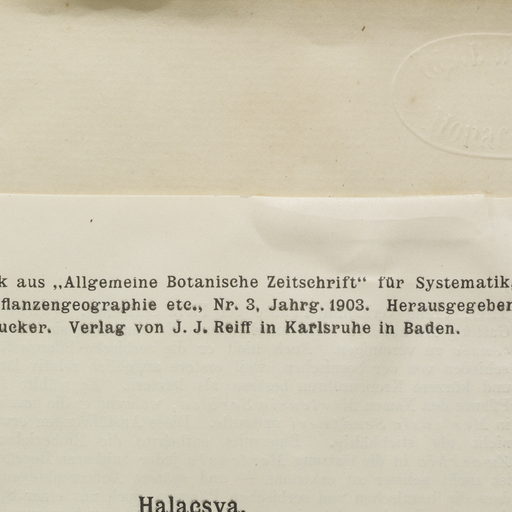 k aus „Allgemeine Botanische Zeitschrift“ für Systematik,
flanzengeographie etc., Nr. 3, Jahrg. 1903. Herausgegeben
ucker. Verlag von J. J. Reiff in Karlsruhe in Baden.
Halacsya.